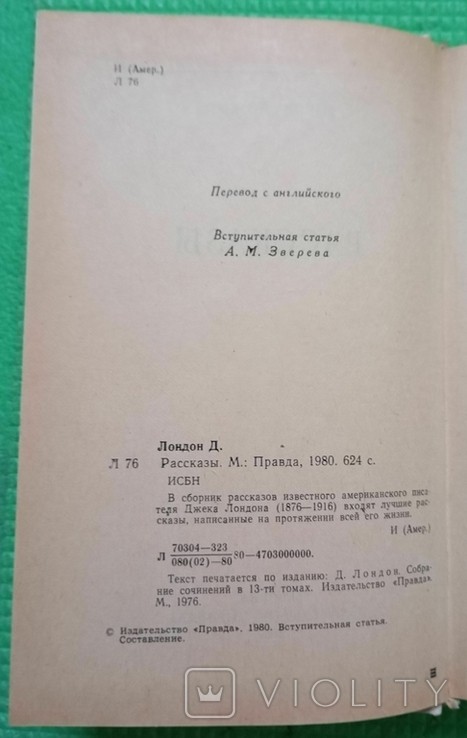 И (Амер.)
Л 76
Перевод с английского
Вступительная статья
А. М. Зверева
Лондон Д.
Л 76 Рассказы. М.: Правда, 1980. 624 с.
ИСБН
В сборник рассказов известного американского писа-
теля Джека Лондона (1876—1916) входят лучшие рас-
сказы, написанные на протяжении всей его жизни.
И (Амер.)
70304—323
Л 80—4703000000.
080(02)—80
Текст печатается по изданию: Д. Лондон. Собра-
ние сочинений в 13-ти томах. Издательство «Правда».
М., 1976.
© Издательство «Правда». 1980. Вступительная статья.
Составление.
VIOLITY